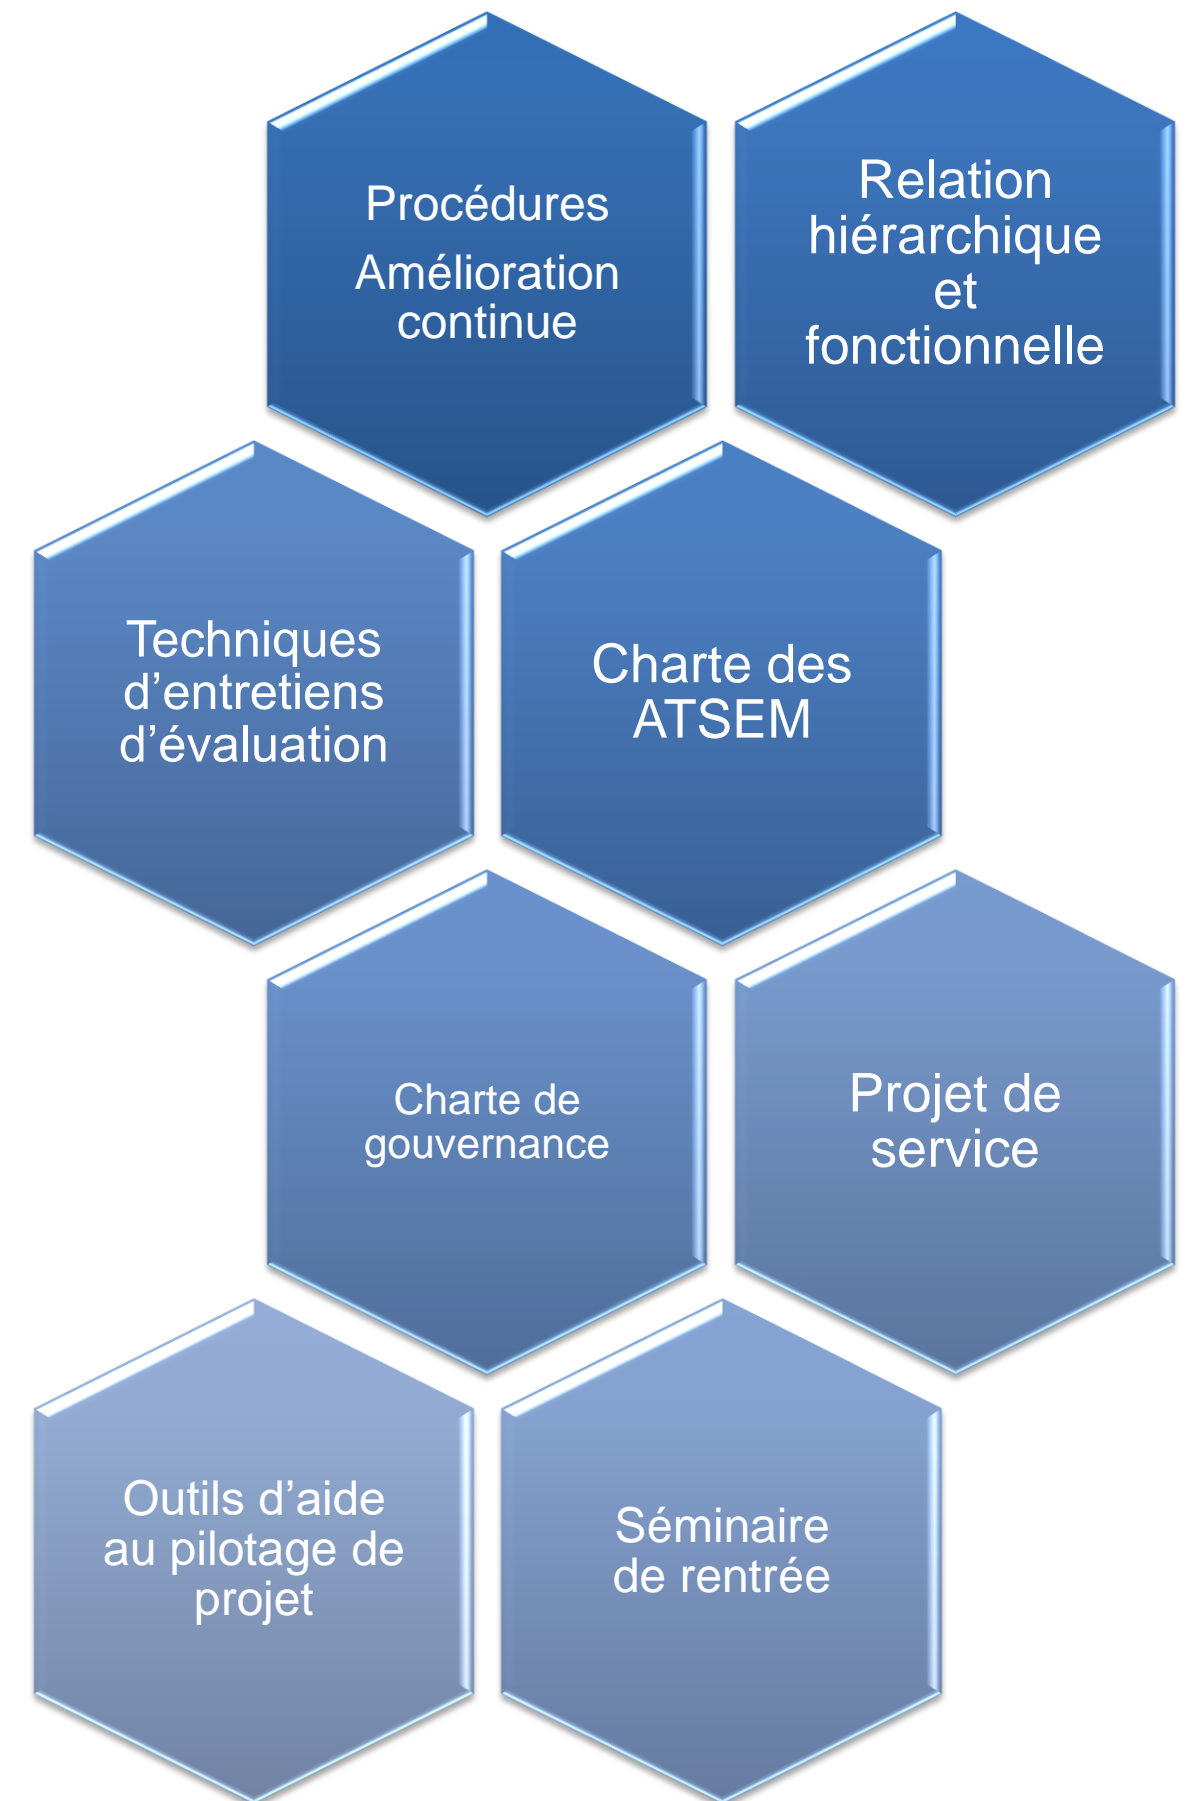 Procédures
Amélioration
continue
Relation
hiérarchique
et
fonctionnelle
Techniques
d’entretiens
d’évaluation
Charte des
ATSEM
Charte de
gouvernance
Projet de
service
Outils d’aide
au pilotage de
projet
Séminaire
de rentrée